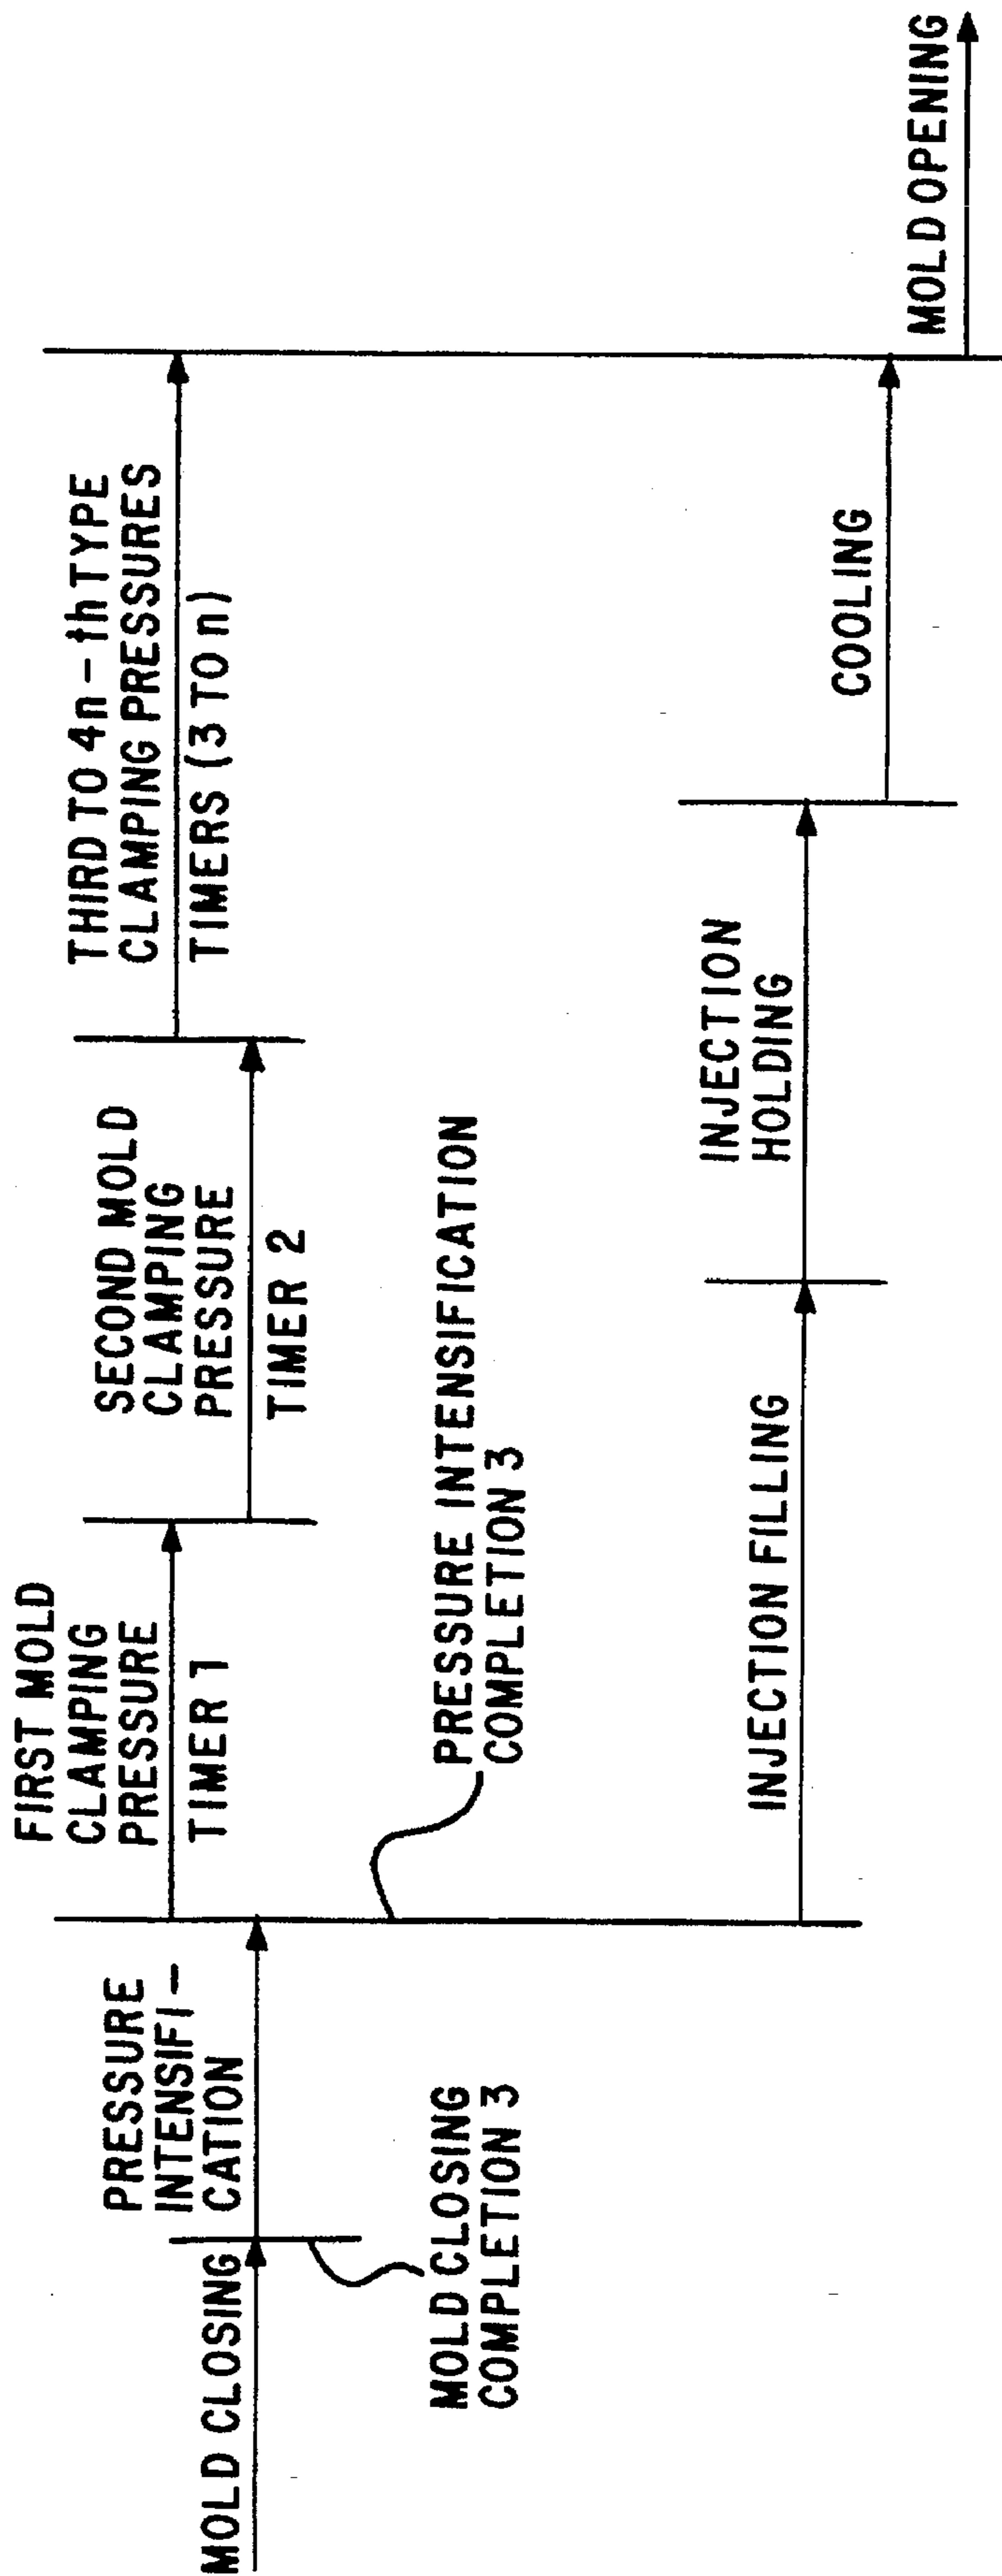 MOLD CLOSING
MOLD CLOSING
COMPLETION 3
PRESSURE
INTENSIFI-
CATION
PRESSURE INTENSIFICATION
COMPLETION 3
FIRST MOLD
CLAMPING
PRESSURE
TIMER 1
SECOND MOLD
CLAMPING
PRESSURE
TIMER 2
THIRD TO 4n-th TYPE
CLAMPING PRESSURES
TIMERS (3 TO n)
INJECTION FILLING
INJECTION
HOLDING
COOLING
MOLD OPENING